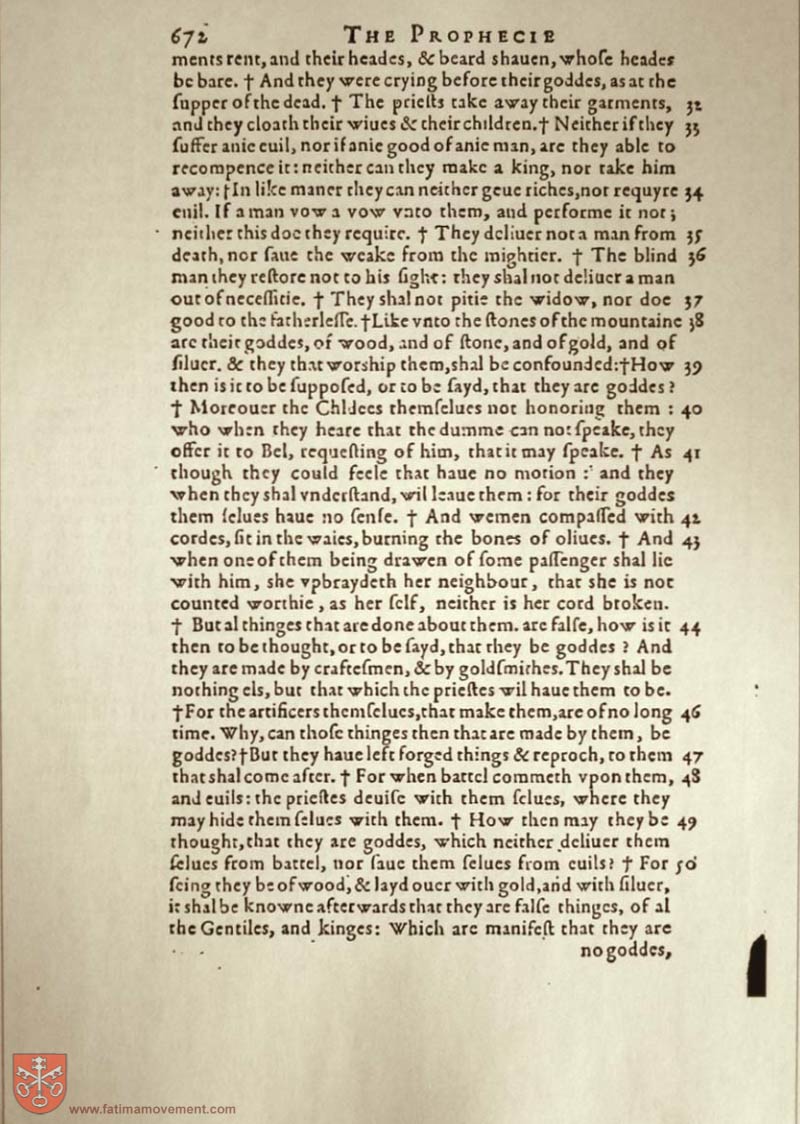 672 THE PROPHECIE
ments rent, and their heades, & beard shauen, whoſe heades
be bare. † And they were crying before their goddes, as at the
ſupper of the dead. † The prieſts take away their garments, 32
and they cloath their wiues & their children. † Neither if they 33
ſuffer anie euil, nor if anie good of anie man, are they able to
recompence it: neither can they make a king, nor take him
away: † In like maner they can neither geue riches, not requyre 34
euil. If a man vow a vow vnto them, and performe it not;
neither this doe they require. † They deliuer not a man from 35
death, nor ſaue the weake from the mightier. † The blind 36
man they reſtore not to his ſight: they shal not deliuer a man
out of neceſſitie. † They shal not pitie the widow, nor doe 37
good to the fatherleſſe. † Like vnto the ſtones of the mountaine 38
are their goddes, of wood, and of ſtone, and of gold, and of
ſiluer. & they that worship them, shal be confounded: † How 39
then is it to be ſuppoſed, or to be ſayd, that they are goddes?
† Moreouer the Chldees themſelues not honoring them : 40
who when they heare that the dumme can not ſpeake, they
offer it to Bel, requeſting of him, that it may ſpeake. † As 41
though they could feele that haue no motion : and they
when they shal vnderſtand, wil leaue them : for their goddes
them ſelues haue no ſenſe. † And wemen compaſſed with 42
cordes, ſit in the waies, burning the bones of oliues. † And 43
when one of them being drawen of ſome paſſenger shal lie
with him, she vpbraydeth her neighbour, that she is not
counted worthie, as her ſelf, neither is her cord broken.
† But al thinges that are done about them. are falſe, how is it 44
then to be thought, or to be ſayd, that they be goddes ? And
they are made by crafteſmen, & by goldſmithes. They shal be
nothing els, but that which the prieſtes wil haue them to be.
† For the artificers themſelues, that make them, are of no long 46
time. Why, can thoſe thinges then that are made by them, be
goddes? † But they haue left forged things & reproch, to them 47
that shal come after. † For when battel commeth vpon them, 48
and euils: the prieſtes deuiſe with them ſelues, where they
may hide them ſelues with them. † How then may they be 49
thought, that they are goddes, which neither deliuer them
ſelues from battel, nor ſaue them ſelues from euils? † For 50
ſeing they be of wood, & layd ouer with gold, and with ſiluer,
it shal be knowne afterwards that they are falſe thinges, of al
the Gentiles, and kinges: Which are manifeſt that they are
no goddes,
www.fatimamovement.com